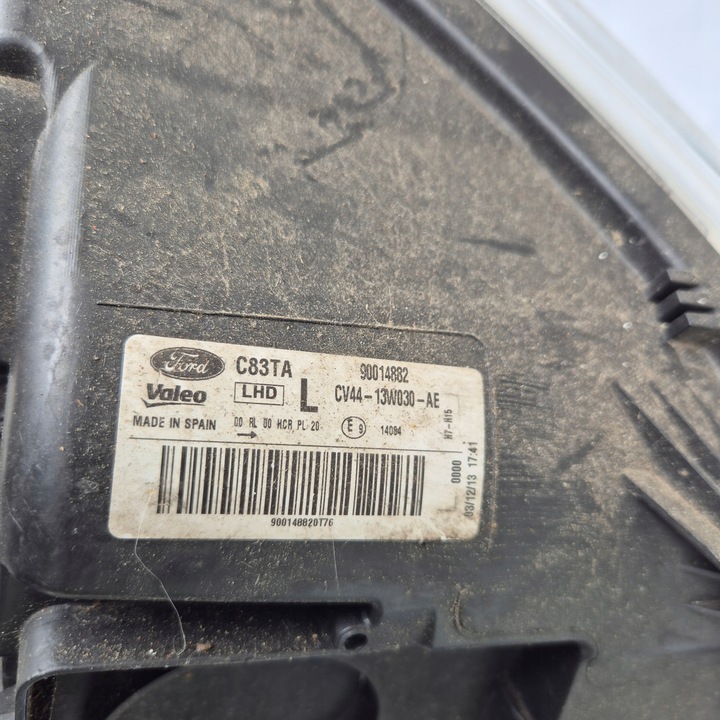 Ford C83TA 90014882
Valeo LHD L CV44-13W030-AE
MADE IN SPAIN 00 RL 00 HCR PL 20 E9 14094
900148820T76
H7-H15
0000
03/12/13 17:41